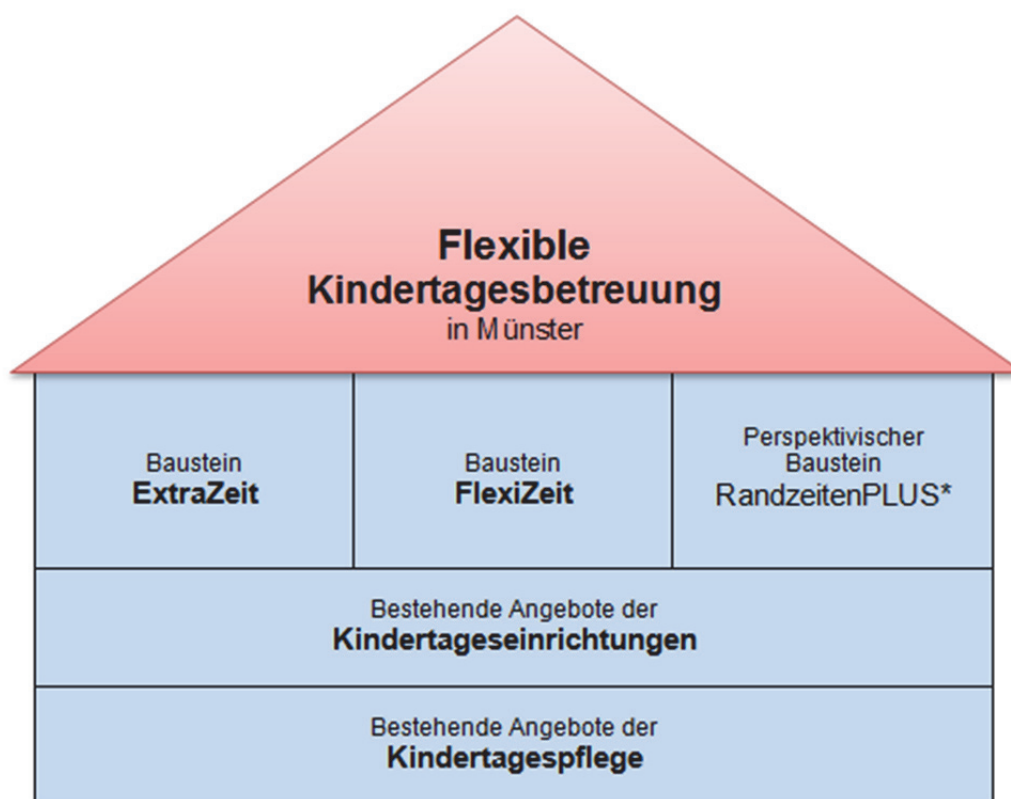 Flexible
Kindertagesbetreuung
in Münster
Baustein
ExtraZeit
Baustein
FlexiZeit
Perspektivischer
Baustein
RandzeitenPLUS*
Bestehende Angebote der
Kindertageseinrichtungen
Bestehende Angebote der
Kindertagespflege